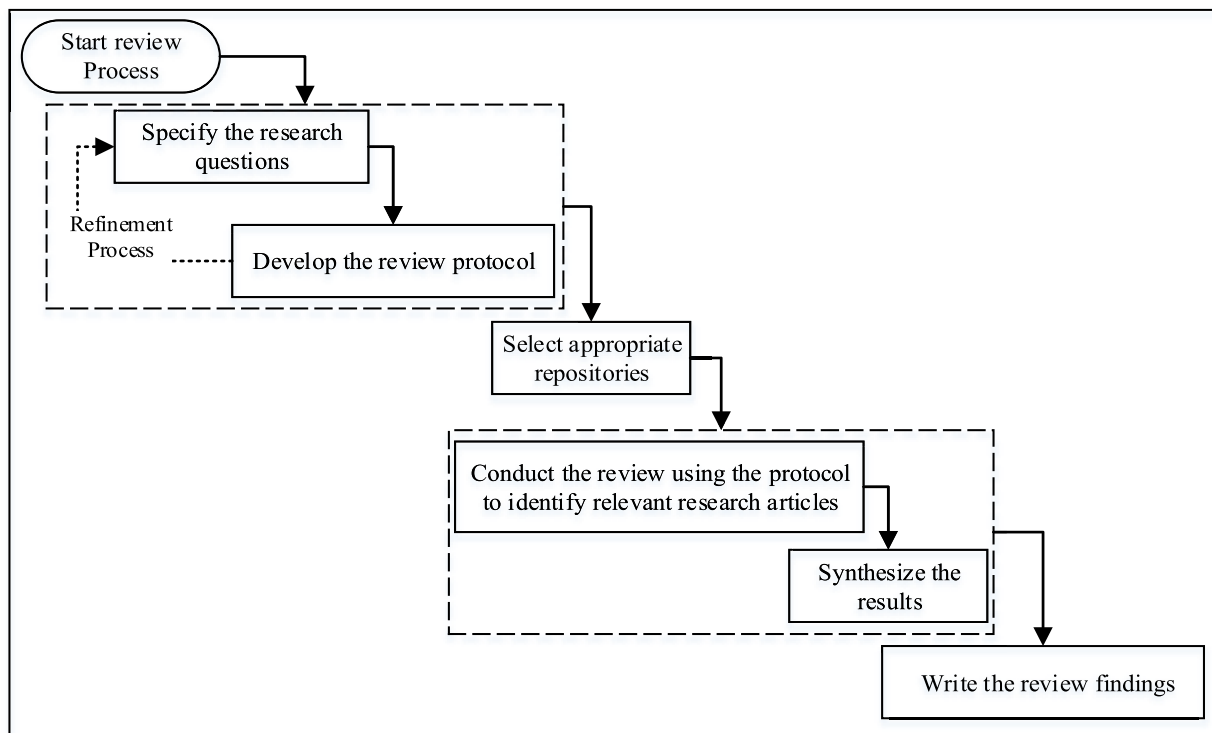 Start review
Process
Specify the research
questions
Refinement
Process
Develop the review protocol
Select appropriate
repositories
Conduct the review using the protocol
to identify relevant research articles
Synthesize the
results
Write the review findings